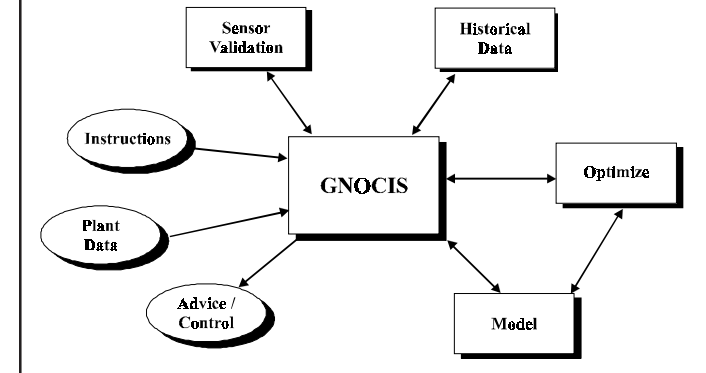 Sensor
Validation
Historical
Data
Instructions
GNOCIS
Optimize
Plant
Data
Advice /
Control
Model